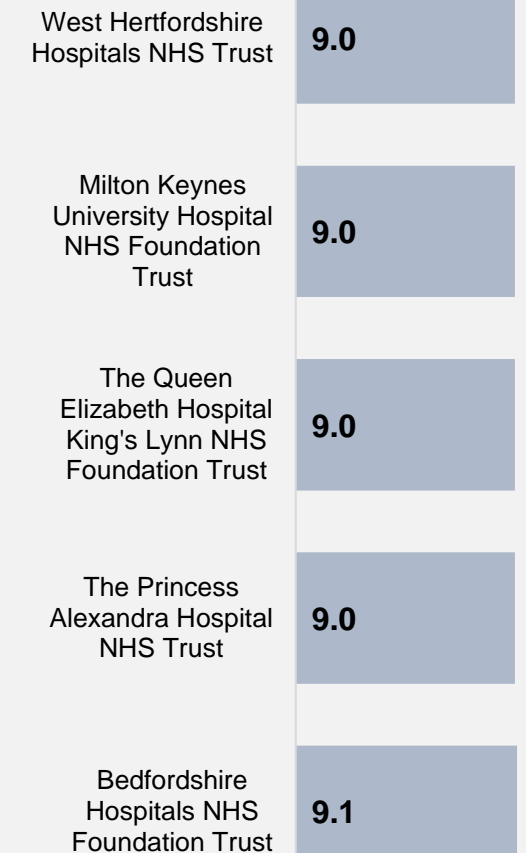 West Hertfordshire
Hospitals NHS Trust
9.0
Milton Keynes
University Hospital
NHS Foundation
Trust
9.0
The Queen
Elizabeth Hospital
King's Lynn NHS
Foundation Trust
9.0
The Princess
Alexandra Hospital
NHS Trust
9.0
Bedfordshire
Hospitals NHS
Foundation Trust
9.1